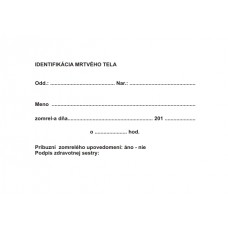 IDENTIFIKÁCIA MRTVÉHO TELA
Odd.: .......................................... Nar.: ...........................................
Meno ..............................................................................................
zomrel-a dňa....................................................... 201 .....................
o ..................... hod.
Príbuzní zomrelého upovedomení: áno - nie
Podpis zdravotnej sestry: